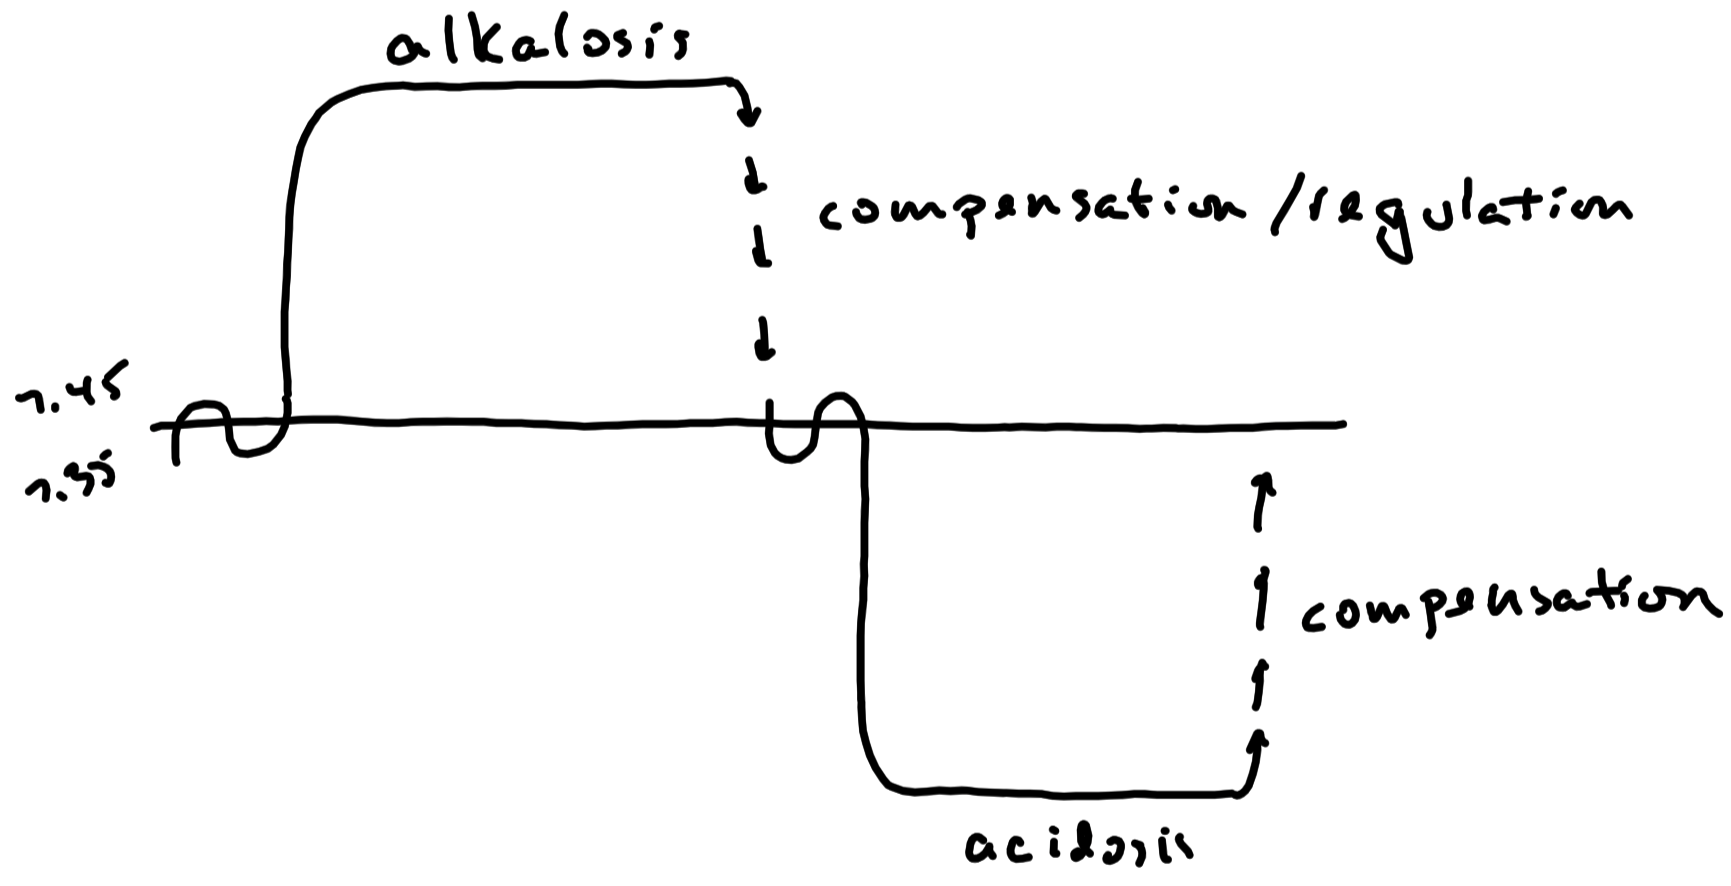 alkalosis
compensation/regulation
7.45
7.35
compensation
acidosis